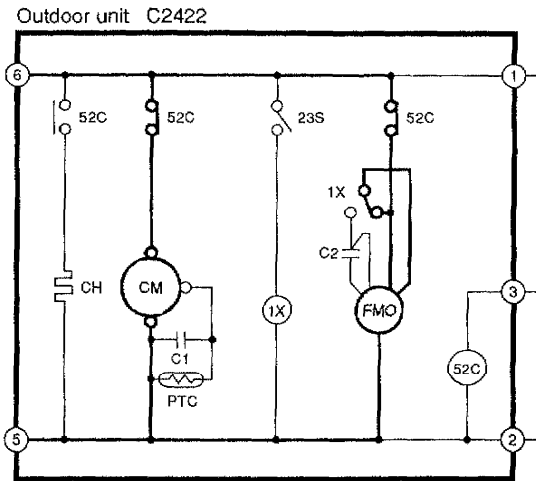 Outdoor unit C2422
6
1
52C
52C
23S
52C
1X
C2
CH
CM
1X
FMO
3
C1
52C
PTC
5
2